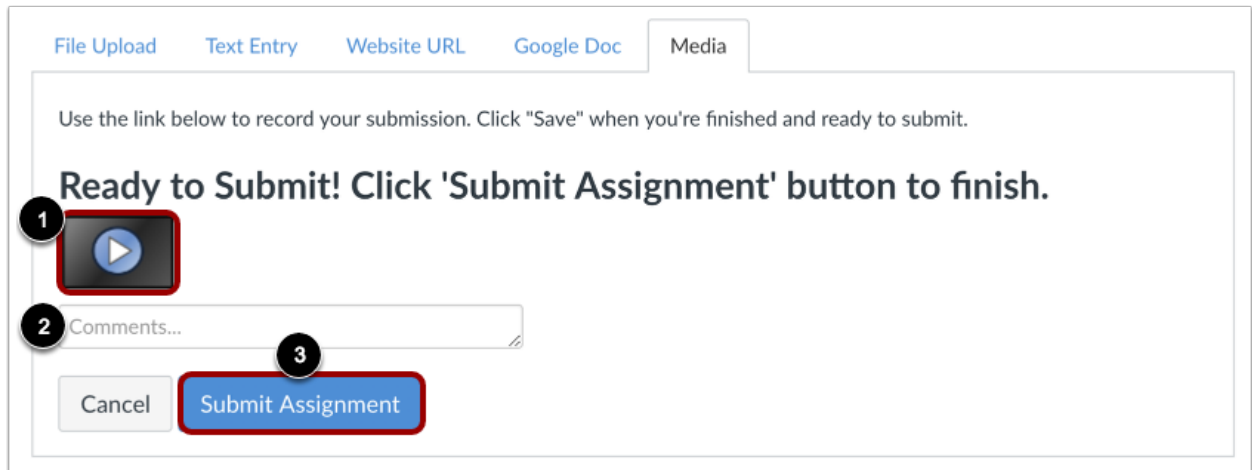 File Upload Text Entry Website URL Google Doc Media
Use the link below to record your submission. Click "Save" when you're finished and ready to submit.
Ready to Submit! Click 'Submit Assignment' button to finish.
1
2 Comments...
3
Cancel Submit Assignment